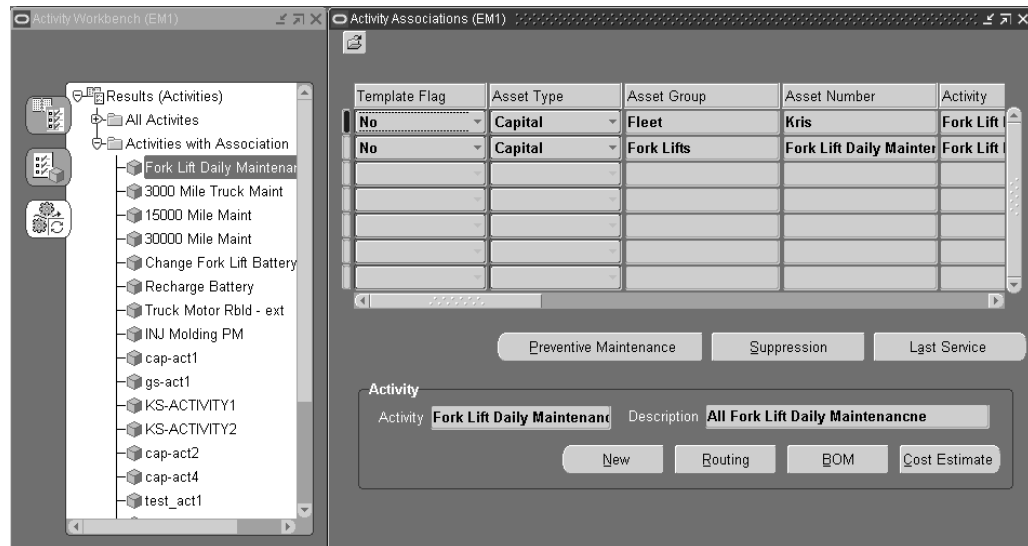 Activity Workbench (EM1)
Results (Activities)
All Activites
Activities with Association
Fork Lift Daily Maintenan
3000 Mile Truck Maint
15000 Mile Maint
30000 Mile Maint
Change Fork Lift Battery
Recharge Battery
Truck Motor Rbld - ext
INJ Molding PM
cap-act1
gs-act1
KS-ACTIVITY1
KS-ACTIVITY2
cap-act2
cap-act4
test_act1
Activity Associations (EM1)
Template Flag Asset Type Asset Group Asset Number Activity
No Capital Fleet Kris Fork Lift
No Capital Fork Lifts Fork Lift Daily Mainter Fork Lift
Preventive Maintenance Suppression Last Service
Activity
Activity Fork Lift Daily Maintenanc Description All Fork Lift Daily Maintenancne
New Routing BOM Cost Estimate